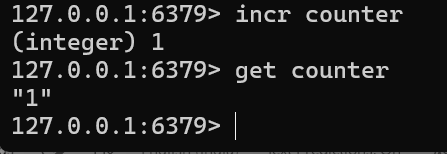 127.0.0.1:6379> incr counter
(integer) 1
127.0.0.1:6379> get counter
"1"
127.0.0.1:6379>